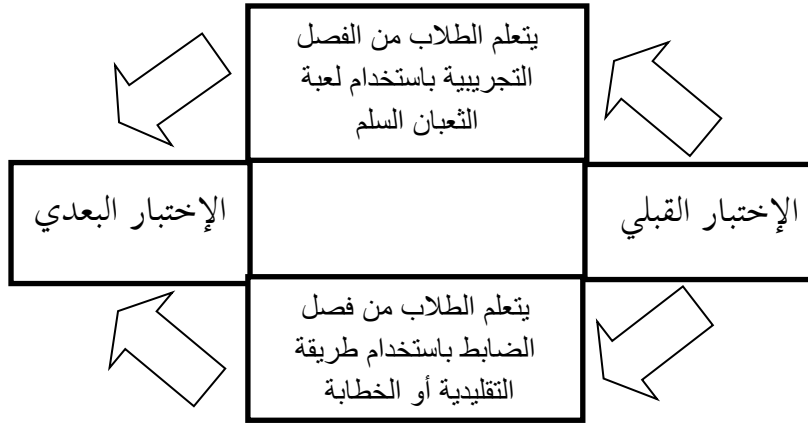 يتعلم الطلاب من الفصل
التجريبية باستخدام لعبة
الثعبان السلم
الإختبار القبلي
الإختبار البعدي
يتعلم الطلاب من فصل
الضابط باستخدام طريقة
التقليدية أو الخطابة